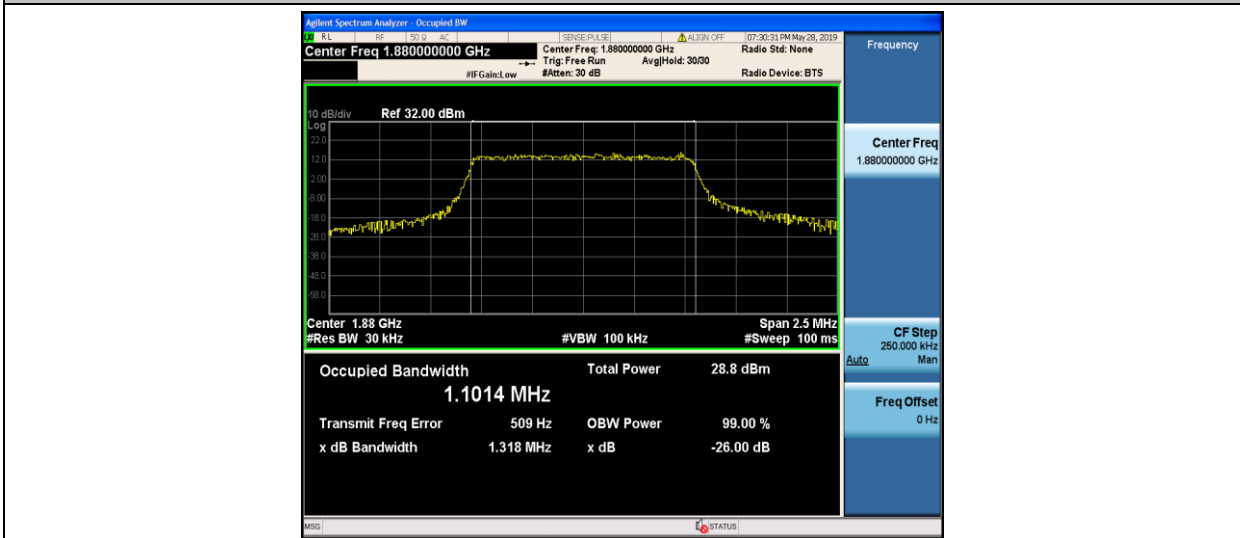 Agilent Spectrum Analyzer - Occupied BW
RL RF 50 Ω AC SENSE:PULSE ALIGN OFF 07:30:31 PM May 28, 2019
Center Freq 1.880000000 GHz
Center Freq: 1.880000000 GHz Radio Std: None
Trig: Free Run Avg|Hold: 30/30
#IFGain:Low #Atten: 30 dB Radio Device: BTS
10 dB/div Ref 32.00 dBm
Log
22.0
12.0
2.00
-8.00
-18.0
-28.0
-38.0
-48.0
-58.0
Center 1.88 GHz Span 2.5 MHz
#Res BW 30 kHz #VBW 100 kHz #Sweep 100 ms
Occupied Bandwidth Total Power 28.8 dBm
1.1014 MHz
Transmit Freq Error 509 Hz OBW Power 99.00 %
x dB Bandwidth 1.318 MHz x dB -26.00 dB
MSG STATUS
Frequency
Center Freq
1.880000000 GHz
CF Step
250.000 kHz
Auto Man
Freq Offset
0 Hz